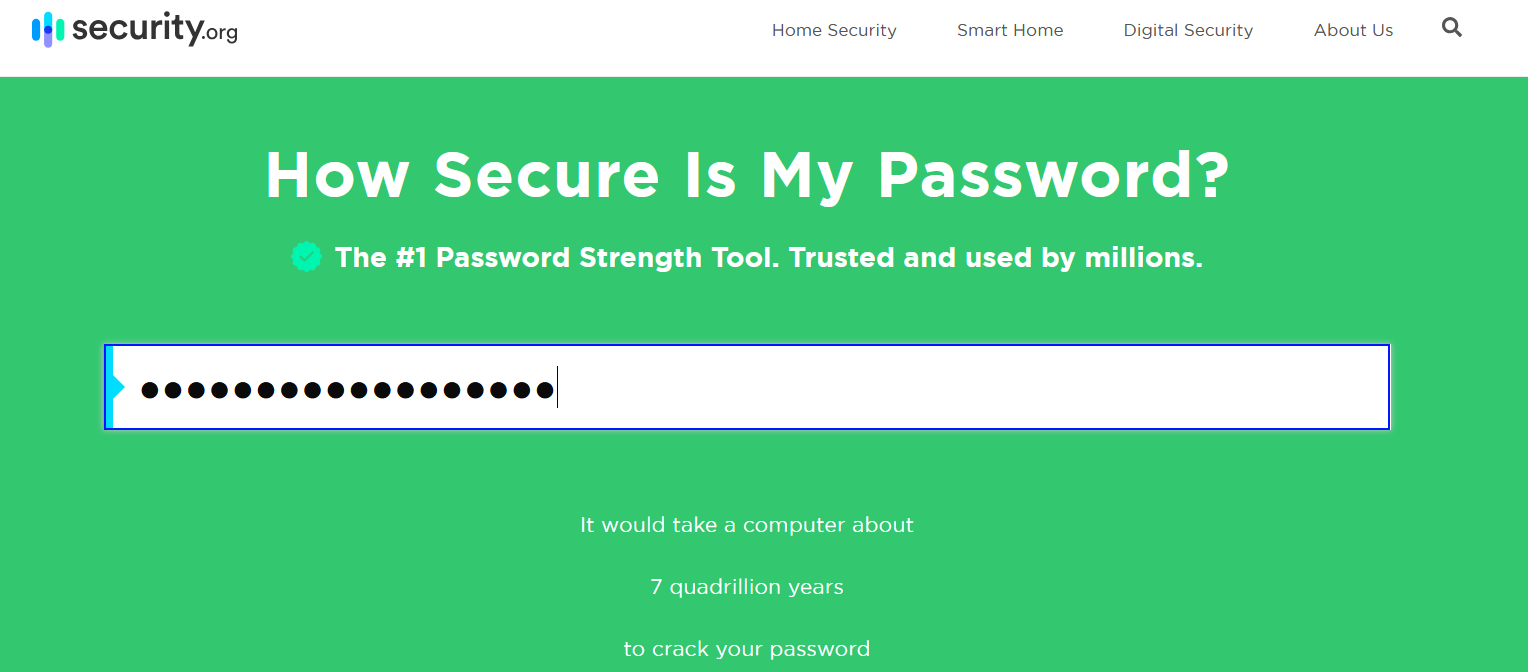 security.org
Home Security Smart Home Digital Security About Us
How Secure Is My Password?
The #1 Password Strength Tool. Trusted and used by millions.
●●●●●●●●●●●●●●●●●●
It would take a computer about
7 quadrillion years
to crack your password